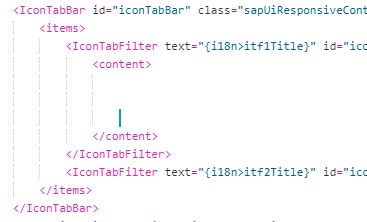 <IconTabBar id="iconTabBar" class="sapUiResponsiveCont
<items>
<IconTabFilter text="{i18n>itf1Title}" id="ico
<content>
</content>
</IconTabFilter>
<IconTabFilter text="{i18n>itf2Title}" id="ico
</items>
</IconTabBar>